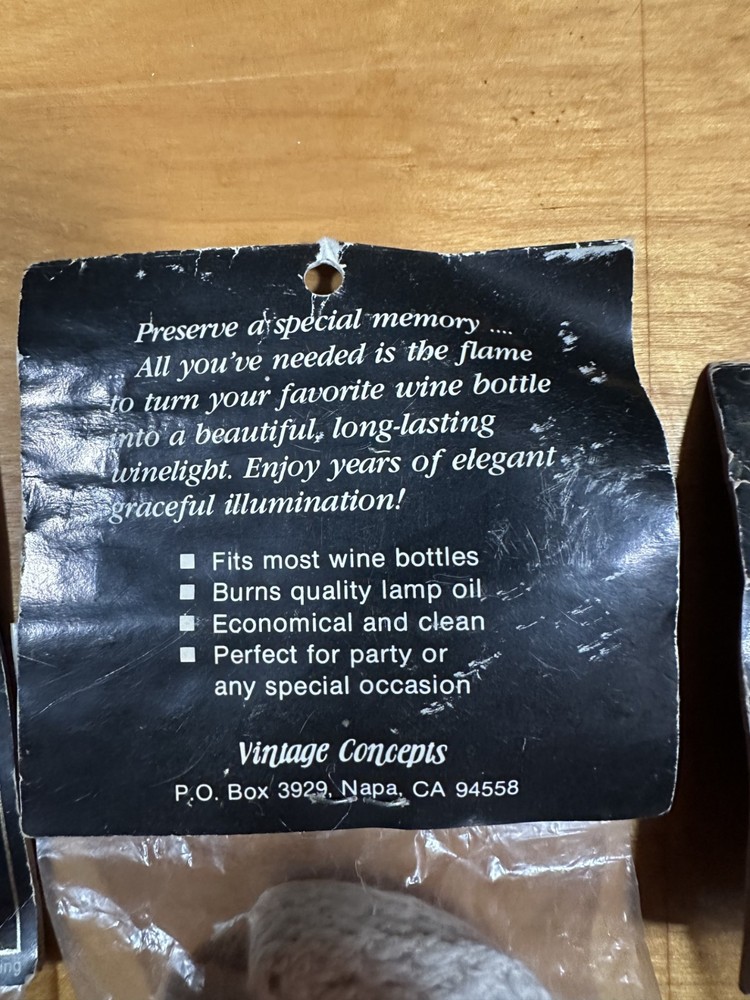 Preserve a special memory ....
... All you've needed is the flame
to turn your favorite wine bottle
into a beautiful, long-lasting
winelight. Enjoy years of elegant
graceful illumination!
■ Fits most wine bottles
■ Burns quality lamp oil
■ Economical and clean
■ Perfect for party or
any special occasion
Vintage Concepts
P.O. Box 3929, Napa, CA 94558